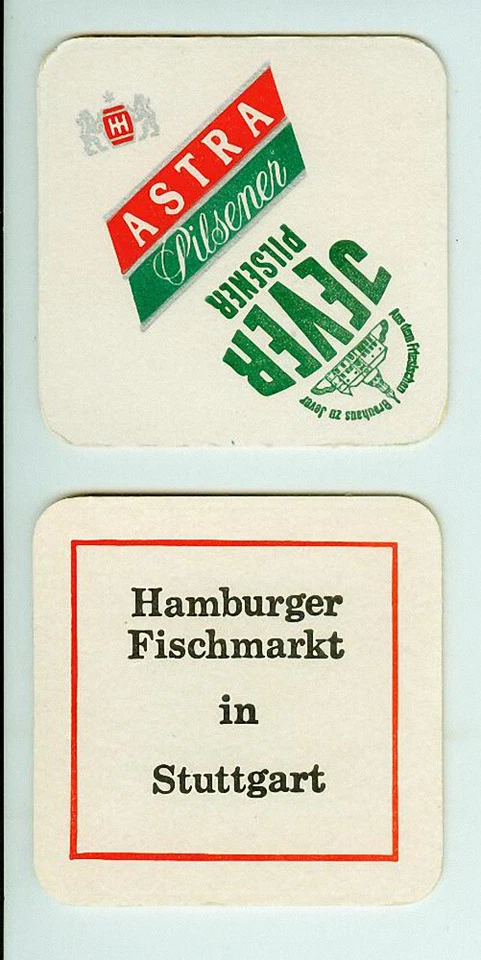 ASTRA
Pilsener
JEVER
PILSENER
Aus dem Friesischen
Brauhaus zu Jever
Hamburger
Fischmarkt
in
Stuttgart